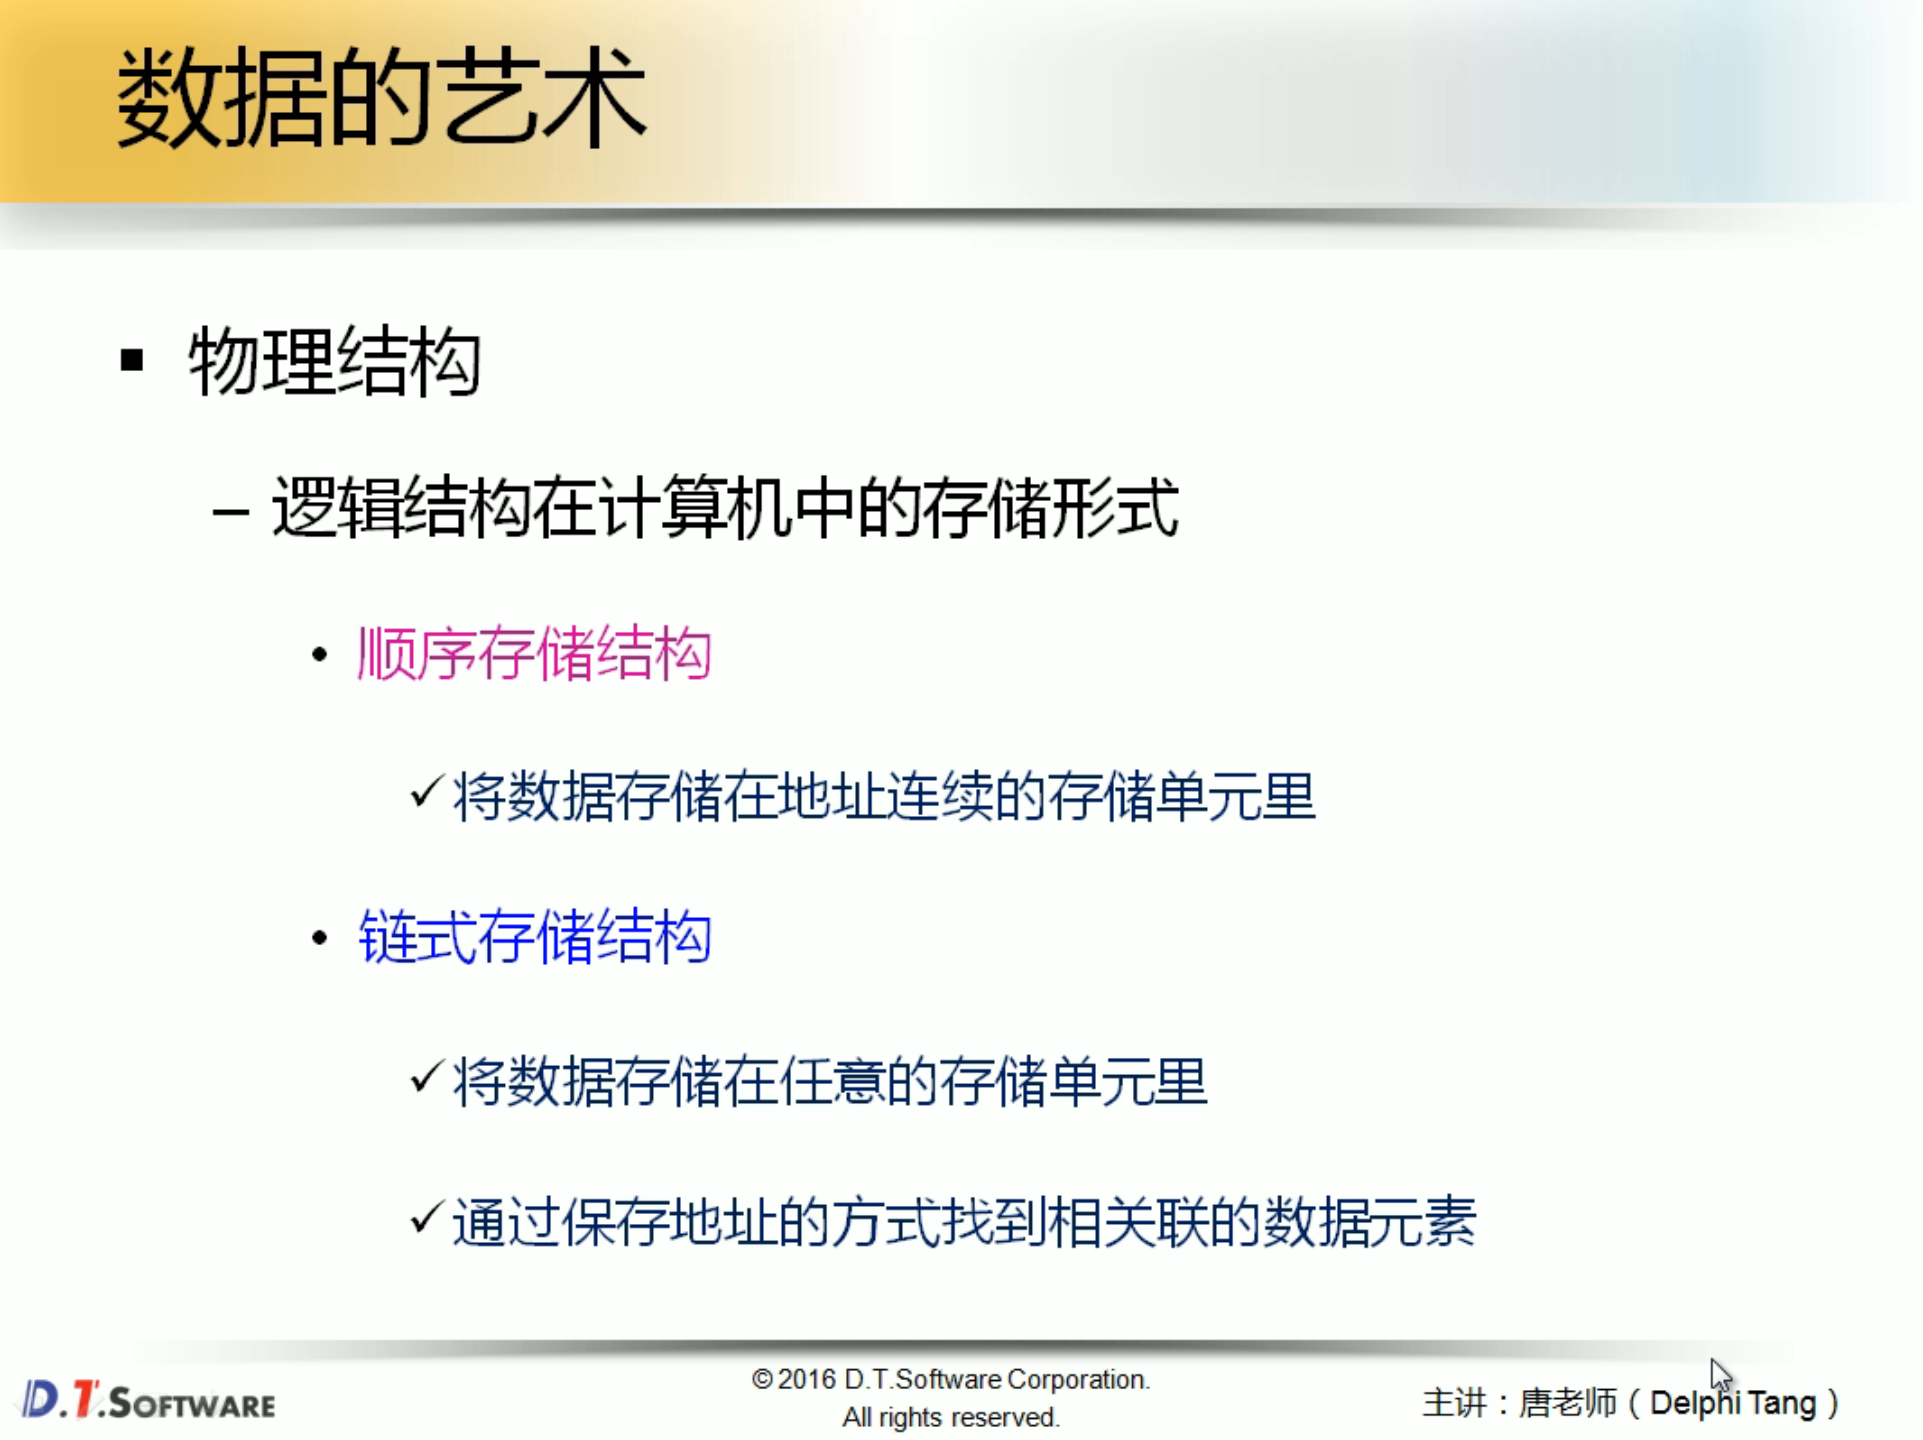 数据的艺术
▪ 物理结构
– 逻辑结构在计算机中的存储形式
• 顺序存储结构
✓将数据存储在地址连续的存储单元里
• 链式存储结构
✓将数据存储在任意的存储单元里
✓通过保存地址的方式找到相关联的数据元素
D.T.SOFTWARE
© 2016 D.T.Software Corporation.
All rights reserved.
主讲：唐老师（Delphi Tang）